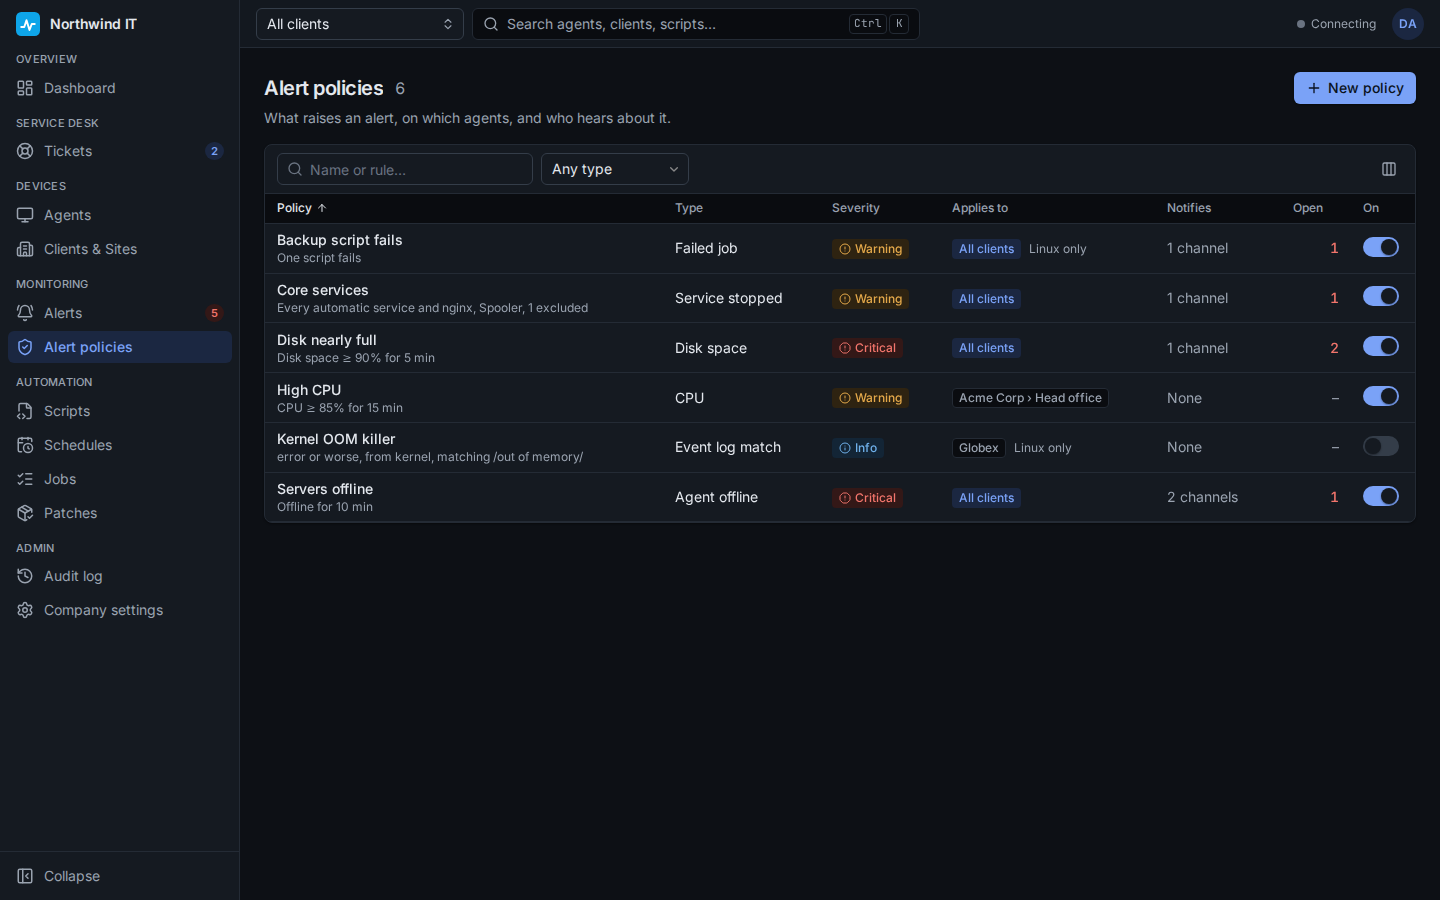 Northwind IT
All clients
Search agents, clients, scripts...
Ctrl K
Connecting
DA
OVERVIEW
Dashboard
SERVICE DESK
Tickets 2
DEVICES
Agents
Clients & Sites
MONITORING
Alerts 5
Alert policies
AUTOMATION
Scripts
Schedules
Jobs
Patches
ADMIN
Audit log
Company settings
Collapse
Alert policies 6
New policy
What raises an alert, on which agents, and who hears about it.
Name or rule...
Any type
Policy Type Severity Applies to Notifies Open On
Backup script fails Failed job Warning All clients Linux only 1 channel 1
One script fails
Core services Service stopped Warning All clients 1 channel 1
Every automatic service and nginx, Spooler, 1 excluded
Disk nearly full Disk space Critical All clients 1 channel 2
Disk space ≥ 90% for 5 min
High CPU CPU Warning Acme Corp › Head office None –
CPU ≥ 85% for 15 min
Kernel OOM killer Event log match Info Globex Linux only None –
error or worse, from kernel, matching /out of memory/
Servers offline Agent offline Critical All clients 2 channels 1
Offline for 10 min